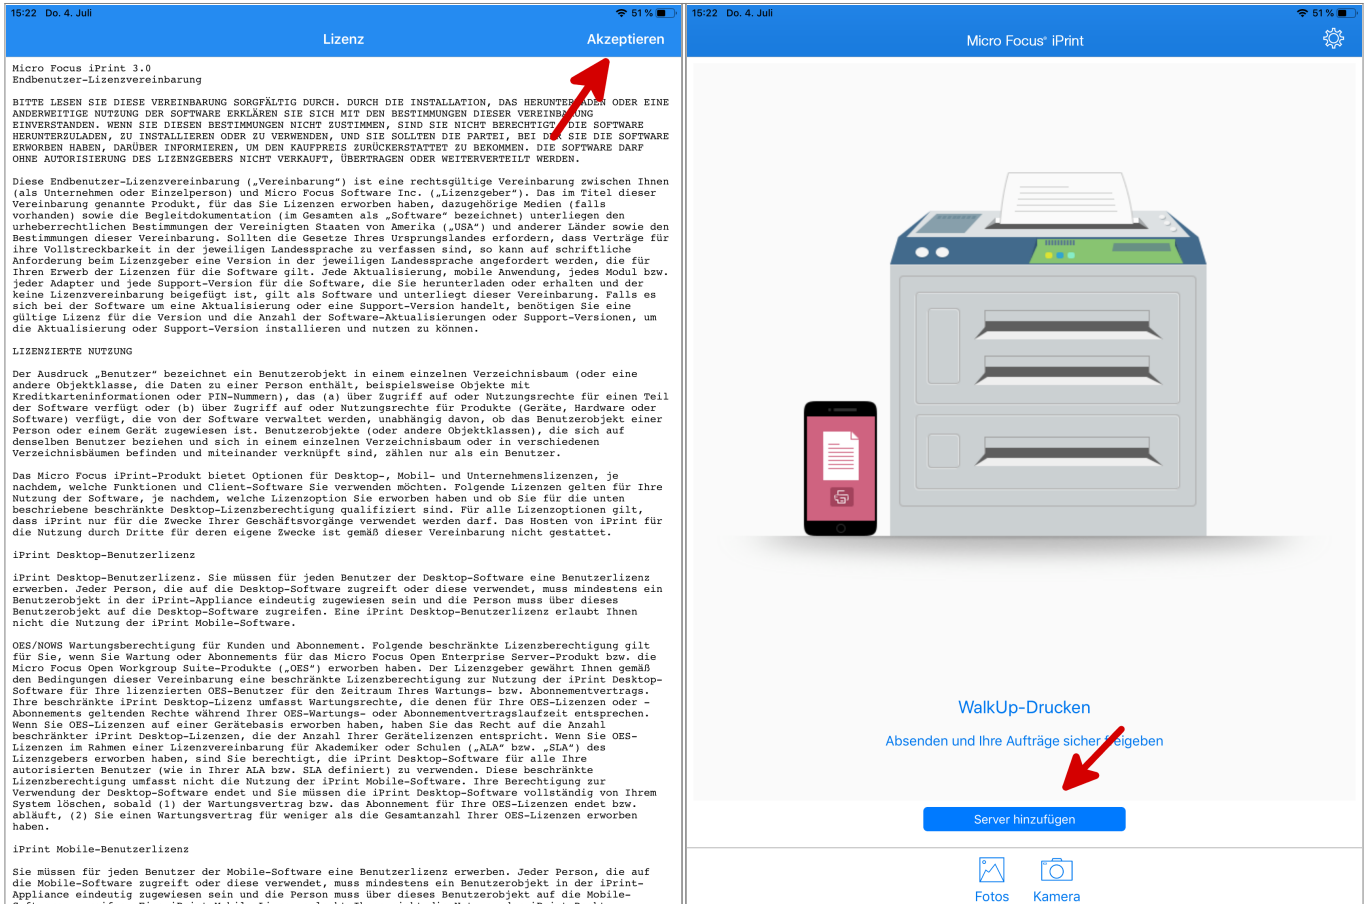 15:22 Do. 4. Juli
51 %
Lizenz
Akzeptieren
Micro Focus iPrint 3.0
Endbenutzer-Lizenzvereinbarung
BITTE LESEN SIE DIESE VEREINBARUNG SORGFÄLTIG DURCH. DURCH DIE INSTALLATION, DAS HERUNTERLADEN ODER EINE
ANDERWEITIGE NUTZUNG DER SOFTWARE ERKLÄREN SIE SICH MIT DEN BESTIMMUNGEN DIESER VEREINBARUNG
EINVERSTANDEN. WENN SIE DIESEN BESTIMMUNGEN NICHT ZUSTIMMEN, SIND SIE NICHT BERECHTIGT, DIE SOFTWARE
HERUNTERZULADEN, ZU INSTALLIEREN ODER ZU VERWENDEN, UND SIE SOLLTEN DIE PARTEI, BEI DER SIE DIE SOFTWARE
ERWORBEN HABEN, DARÜBER INFORMIEREN, UM DEN KAUFPREIS ZURÜCKERSTATTET ZU BEKOMMEN. DIE SOFTWARE DARF
OHNE AUTORISIERUNG DES LIZENZGEBERS NICHT VERKAUFT, ÜBERTRAGEN ODER WEITERVERTEILT WERDEN.
Diese Endbenutzer-Lizenzvereinbarung („Vereinbarung“) ist eine rechtsgültige Vereinbarung zwischen Ihnen
(als Unternehmen oder Einzelperson) und Micro Focus Software Inc. („Lizenzgeber“). Das im Titel dieser
Vereinbarung genannte Produkt, für das Sie Lizenzen erworben haben, dazugehörige Medien (falls
vorhanden) sowie die Begleitdokumentation (im Gesamten als „Software“ bezeichnet) unterliegen den
urheberrechtlichen Bestimmungen der Vereinigten Staaten von Amerika („USA“) und anderer Länder sowie den
Bestimmungen dieser Vereinbarung. Sollten die Gesetze Ihres Ursprungslandes erfordern, dass Verträge für
ihre Vollstreckbarkeit in der jeweiligen Landessprache zu verfassen sind, so kann auf schriftliche
Anforderung beim Lizenzgeber eine Version in der jeweiligen Landessprache angefordert werden, die für
Ihren Erwerb der Lizenzen für die Software gilt. Jede Aktualisierung, mobile Anwendung, jedes Modul bzw.
jeder Adapter und jede Support-Version für die Software, die Sie herunterladen oder erhalten und der
keine Lizenzvereinbarung beigefügt ist, gilt als Software und unterliegt dieser Vereinbarung. Falls es
sich bei der Software um eine Aktualisierung oder eine Support-Version handelt, benötigen Sie eine
gültige Lizenz für die Version und die Anzahl der Software-Aktualisierungen oder Support-Versionen, um
die Aktualisierung oder Support-Version installieren und nutzen zu können.
LIZENZIERTE NUTZUNG
Der Ausdruck „Benutzer“ bezeichnet ein Benutzerobjekt in einem einzelnen Verzeichnisbaum (oder eine
andere Objektklasse, die Daten zu einer Person enthält, beispielsweise Objekte mit
Kreditkarteninformationen oder PIN-Nummern), das (a) über Zugriff auf oder Nutzungsrechte für einen Teil
der Software verfügt oder (b) über Zugriff auf oder Nutzungsrechte für Produkte (Geräte, Hardware oder
Software) verfügt, die von der Software verwaltet werden, unabhängig davon, ob das Benutzerobjekt einer
Person oder einem Gerät zugewiesen ist. Benutzerobjekte (oder andere Objektklassen), die sich auf
denselben Benutzer beziehen und sich in einem einzelnen Verzeichnisbaum oder in verschiedenen
Verzeichnisbäumen befinden und miteinander verknüpft sind, zählen nur als ein Benutzer.
Das Micro Focus iPrint-Produkt bietet Optionen für Desktop-, Mobil- und Unternehmenslizenzen, je
nachdem, welche Funktionen und Client-Software Sie verwenden möchten. Folgende Lizenzen gelten für Ihre
Nutzung der Software, je nachdem, welche Lizenzoption Sie erworben haben und ob Sie für die unten
beschriebene beschränkte Desktop-Lizenzberechtigung qualifiziert sind. Für alle Lizenzoptionen gilt,
dass iPrint nur für die Zwecke Ihrer Geschäftsvorgänge verwendet werden darf. Das Hosten von iPrint für
die Nutzung durch Dritte für deren eigene Zwecke ist gemäß dieser Vereinbarung nicht gestattet.
iPrint Desktop-Benutzerlizenz
iPrint Desktop-Benutzerlizenz. Sie müssen für jeden Benutzer der Desktop-Software eine Benutzerlizenz
erwerben. Jeder Person, die auf die Desktop-Software zugreift oder diese verwendet, muss mindestens ein
Benutzerobjekt in der iPrint-Appliance eindeutig zugewiesen sein und die Person muss über dieses
Benutzerobjekt auf die Desktop-Software zugreifen. Eine iPrint Desktop-Benutzerlizenz erlaubt Ihnen
nicht die Nutzung der iPrint Mobile-Software.
OES/NOWS Wartungsberechtigung für Kunden und Abonnement. Folgende beschränkte Lizenzberechtigung gilt
für Sie, wenn Sie Wartung oder Abonnements für das Micro Focus Open Enterprise Server-Produkt bzw. die
Micro Focus Open Workgroup Suite-Produkte („OES“) erworben haben. Der Lizenzgeber gewährt Ihnen gemäß
den Bedingungen dieser Vereinbarung eine beschränkte Lizenzberechtigung zur Nutzung der iPrint Desktop-
Software für Ihre lizenzierten OES-Benutzer für den Zeitraum Ihres Wartungs- bzw. Abonnementvertrags.
Ihre beschränkte iPrint Desktop-Lizenz umfasst Wartungsrechte, die denen für Ihre OES-Lizenzen oder -
Abonnements geltenden Rechte während Ihrer OES-Wartungs- oder Abonnementvertragslaufzeit entsprechen.
Wenn Sie OES-Lizenzen auf einer Gerätebasis erworben haben, haben Sie das Recht auf die Anzahl
beschränkter iPrint Desktop-Lizenzen, die der Anzahl Ihrer Gerätelizenzen entspricht. Wenn Sie OES-
Lizenzen im Rahmen einer Lizenzvereinbarung für Akademiker oder Schulen („ALA“ bzw. „SLA“) des
Lizenzgebers erworben haben, sind Sie berechtigt, die iPrint Desktop-Software für alle Ihre
autorisierten Benutzer (wie in Ihrer ALA bzw. SLA definiert) zu verwenden. Diese beschränkte
Lizenzberechtigung umfasst nicht die Nutzung der iPrint Mobile-Software. Ihre Berechtigung zur
Verwendung der Desktop-Software endet und Sie müssen die iPrint Desktop-Software vollständig von Ihrem
System löschen, sobald (1) der Wartungsvertrag bzw. das Abonnement für Ihre OES-Lizenzen endet bzw.
abläuft, (2) Sie einen Wartungsvertrag für weniger als die Gesamtanzahl Ihrer OES-Lizenzen erworben
haben.
iPrint Mobile-Benutzerlizenz
Sie müssen für jeden Benutzer der Mobile-Software eine Benutzerlizenz erwerben. Jeder Person, die auf
die Mobile-Software zugreift oder diese verwendet, muss mindestens ein Benutzerobjekt in der iPrint-
Appliance eindeutig zugewiesen sein und die Person muss über dieses Benutzerobjekt auf die Mobile-
15:22 Do. 4. Juli
51 %
Micro Focus® iPrint
WalkUp-Drucken
Absenden und Ihre Aufträge sicher freigeben
Server hinzufügen
Fotos Kamera